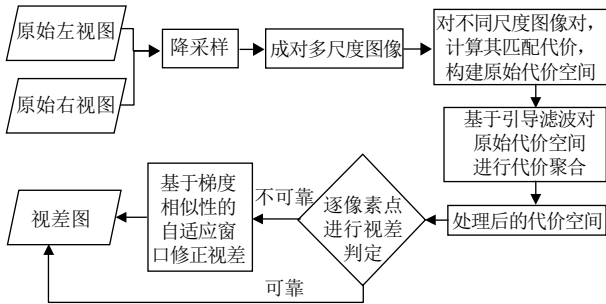 原始左视图
原始右视图
降采样
成对多尺度图像
对不同尺度图像对，
计算其匹配代价，
构建原始代价空间
基于引导滤波对
原始代价空间
进行代价聚合
处理后的代价空间
逐像素点
进行视差
判定
不可靠
可靠
基于梯度
相似性的
自适应窗
口修正视差
视差图